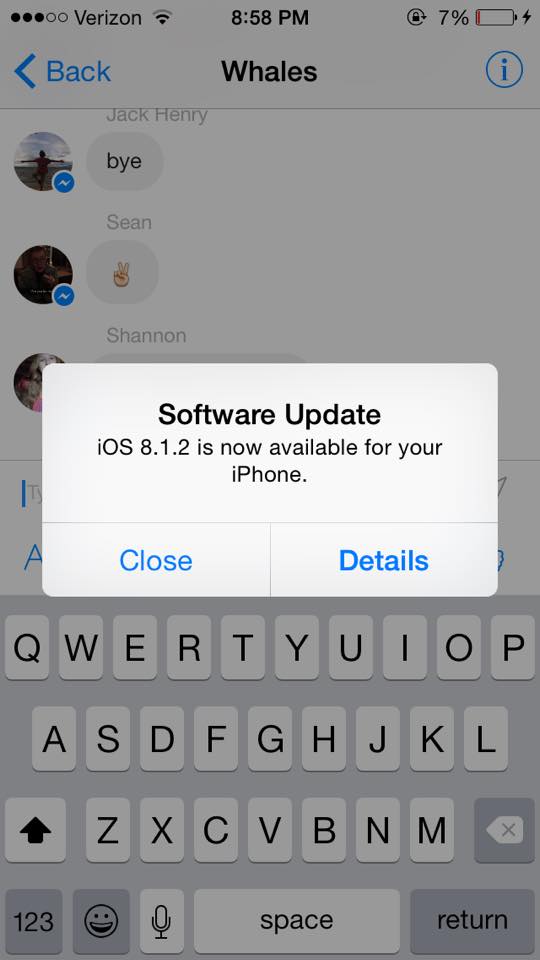 Verizon 8:58 PM 7%
Back Whales i
Jack Henry
bye
Sean
✌
Shannon
Software Update
iOS 8.1.2 is now available for your
iPhone.
Ty
A
Close Details
Q W E R T Y U I O P
A S D F G H J K L
Z X C V B N M
123 space return